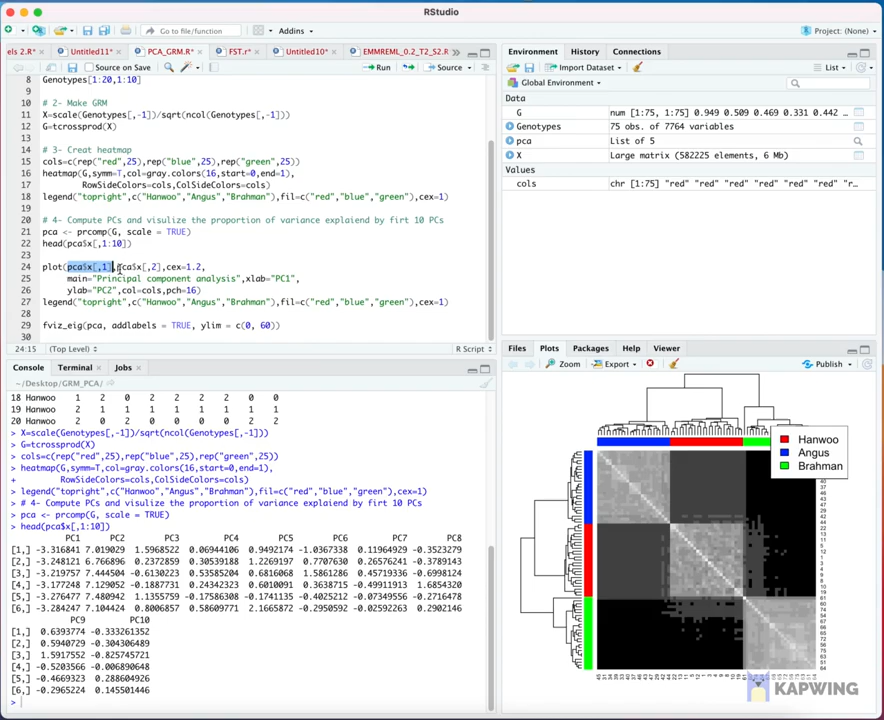 RStudio
Go to file/function
Addins
Project: (None)
els 2.R*
Untitled11*
PCA_GRM.R*
FST.r*
Untitled10*
EMMREML_0.2_T2_S2.R
Source on Save
Run
Source
8 Genotypes[1:20,1:10]
9
10 # 2- Make GRM
11 X=scale(Genotypes[,-1])/sqrt(ncol(Genotypes[,-1]))
12 G=tcrossprod(X)
13
14 # 3- Creat heatmap
15 cols=c(rep("red",25),rep("blue",25),rep("green",25))
16 heatmap(G,symm=T,col=gray.colors(16,start=0,end=1),
17 RowSideColors=cols,ColSideColors=cols)
18 legend("topright",c("Hanwoo","Angus","Brahman"),fil=c("red","blue","green"),cex=1)
19
20 # 4- Compute PCs and visulize the proportion of variance explaiend by firt 10 PCs
21 pca <- prcomp(G, scale = TRUE)
22 head(pca$x[,1:10])
23
24 plot(pca$x[,1],pca$x[,2],cex=1.2,
25 main="Principal component analysis",xlab="PC1",
26 ylab="PC2",col=cols,pch=16)
27 legend("topright",c("Hanwoo","Angus","Brahman"),fil=c("red","blue","green"),cex=1)
28
29 fviz_eig(pca, addlabels = TRUE, ylim = c(0, 60))
30
24:15 (Top Level) R Script
Console Terminal Jobs
~/Desktop/GRM_PCA/
18 Hanwoo 1 2 0 2 2 2 2 0 0
19 Hanwoo 2 1 1 1 1 1 1 1 1
20 Hanwoo 2 0 2 0 0 0 0 2 2
> X=scale(Genotypes[,-1])/sqrt(ncol(Genotypes[,-1]))
> G=tcrossprod(X)
> cols=c(rep("red",25),rep("blue",25),rep("green",25))
> heatmap(G,symm=T,col=gray.colors(16,start=0,end=1),
+ RowSideColors=cols,ColSideColors=cols)
> legend("topright",c("Hanwoo","Angus","Brahman"),fil=c("red","blue","green"),cex=1)
> # 4- Compute PCs and visulize the proportion of variance explaiend by firt 10 PCs
> pca <- prcomp(G, scale = TRUE)
> head(pca$x[,1:10])
PC1 PC2 PC3 PC4 PC5 PC6 PC7 PC8
[1,] -3.316841 7.019029 1.5968522 0.06944106 0.9492174 -1.0367338 0.11964929 -0.3523279
[2,] -3.248121 6.766896 0.2372859 0.30539188 1.2269197 0.7707630 0.26576241 -0.3789143
[3,] -3.219757 7.444504 -0.6130223 0.53585204 0.6816068 1.5861286 0.45719336 -0.6998124
[4,] -3.177248 7.129052 -0.1887731 0.24342323 0.6010091 0.3638715 -0.49911913 1.6854320
[5,] -3.276477 7.480942 1.1355759 -0.17586308 -0.1741135 -0.4025212 -0.07349556 -0.2716478
[6,] -3.284247 7.104424 0.8006857 0.58609771 2.1665872 -0.2950592 -0.02592263 0.2902146
PC9 PC10
[1,] 0.6393774 -0.333261352
[2,] 0.5940729 -0.304306489
[3,] 1.5917552 -0.825745721
[4,] -0.5203566 -0.006890648
[5,] -0.4669323 0.288604926
[6,] -0.2965224 0.145501446
>
Environment History Connections
Import Dataset
List
Global Environment
Data
G num [1:75, 1:75] 0.949 0.509 0.469 0.331 0.442 ...
Genotypes 75 obs. of 7764 variables
pca List of 5
X Large matrix (582225 elements, 6 Mb)
Values
cols chr [1:75] "red" "red" "red" "red" "red" "r…
Files Plots Packages Help Viewer
Zoom Export Publish
Hanwoo
Angus
Brahman
KAPWING